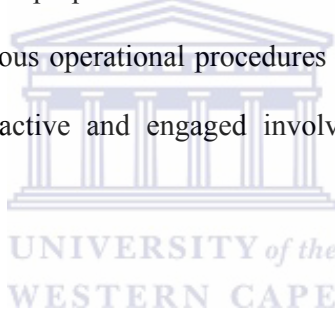 ous operational procedures
active and engaged involv
UNIVERSITY of the
WESTERN CAPE